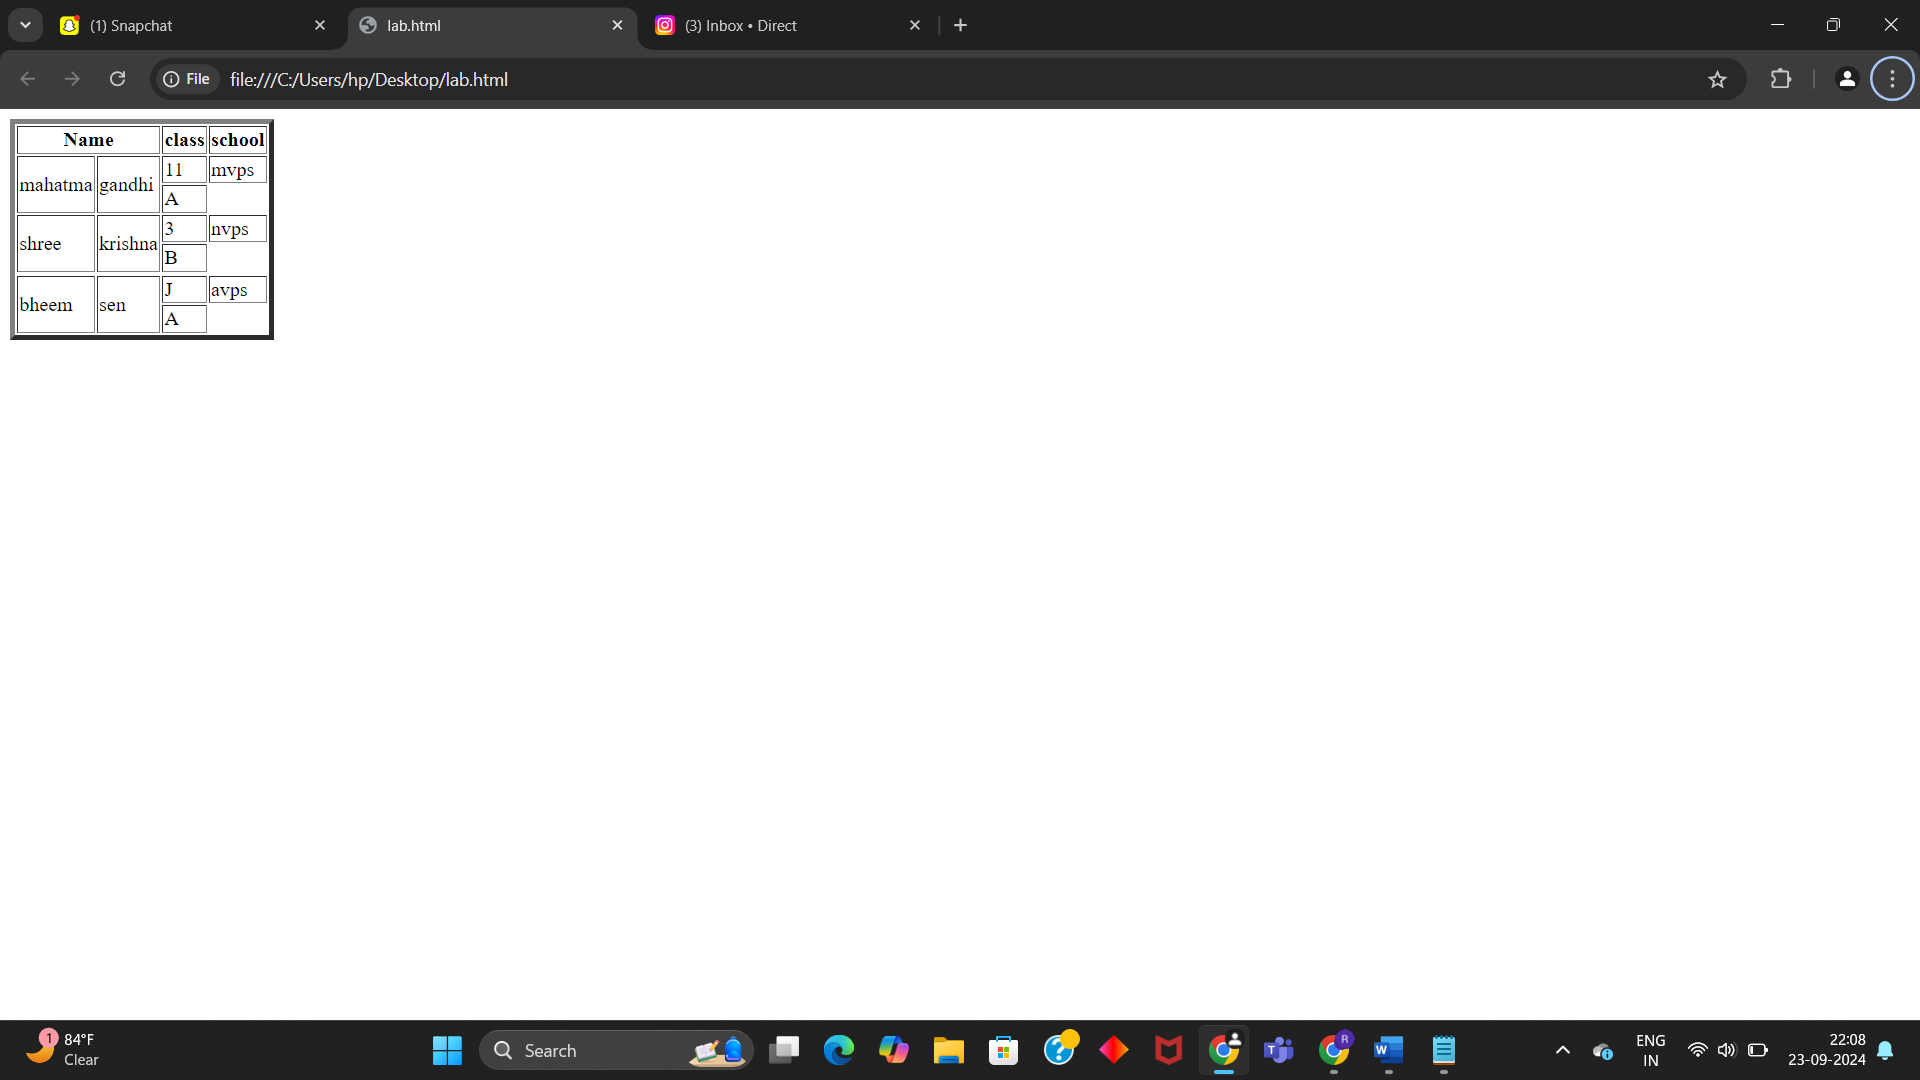 (1) Snapchat
lab.html
(3) Inbox • Direct
File
file:///C:/Users/hp/Desktop/lab.html
Name class school
mahatma gandhi 11 mvps
A
shree krishna 3 nvps
B
bheem sen J avps
A
1
84°F
Clear
Search
T
R
W
ENG
IN
22:08
23-09-2024